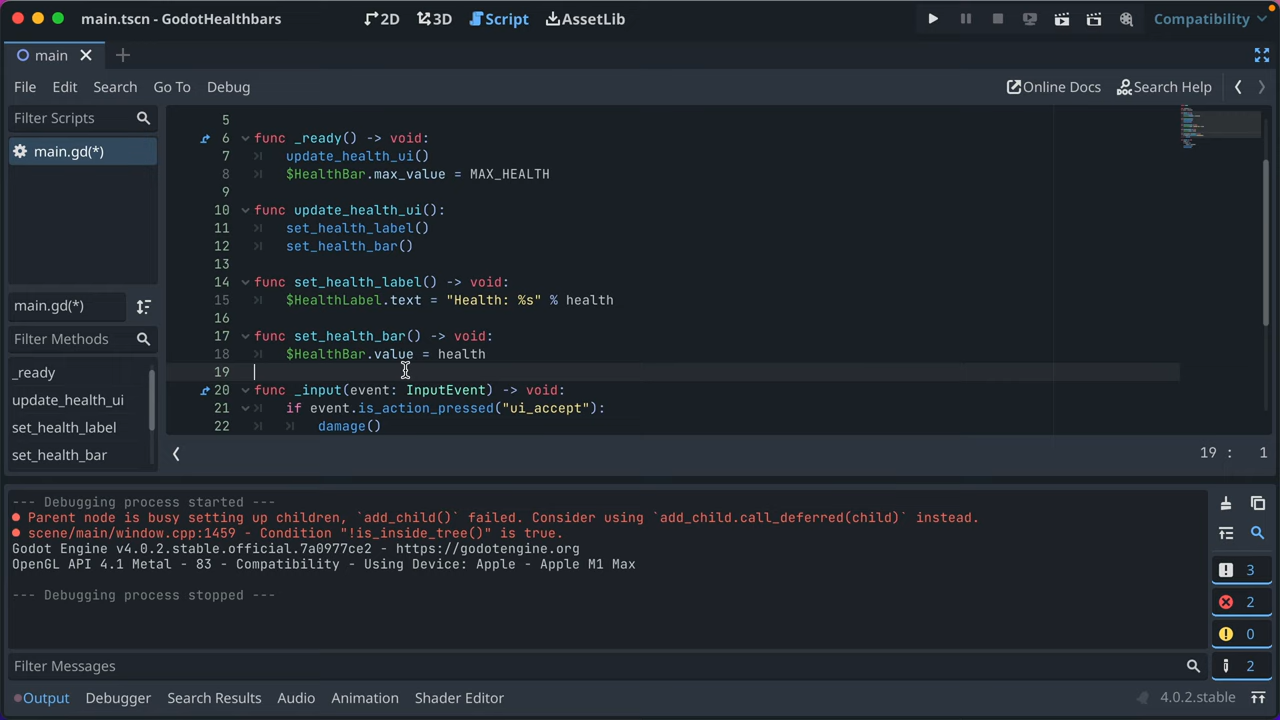 main.tscn - GodotHealthbars
2D
3D
Script
AssetLib
Compatibility
main
File Edit Search Go To Debug
Online Docs
Search Help
Filter Scripts
main.gd(*)
main.gd(*)
Filter Methods
_ready
update_health_ui
set_health_label
set_health_bar
5
6 func _ready() -> void:
7 update_health_ui()
8 $HealthBar.max_value = MAX_HEALTH
9
10 func update_health_ui():
11 set_health_label()
12 set_health_bar()
13
14 func set_health_label() -> void:
15 $HealthLabel.text = "Health: %s" % health
16
17 func set_health_bar() -> void:
18 $HealthBar.value = health
19
20 func _input(event: InputEvent) -> void:
21 if event.is_action_pressed("ui_accept"):
22 damage()
19 : 1
--- Debugging process started ---
Parent node is busy setting up children, `add_child()` failed. Consider using `add_child.call_deferred(child)` instead.
scene/main/window.cpp:1459 - Condition "!is_inside_tree()" is true.
Godot Engine v4.0.2.stable.official.7a0977ce2 - https://godotengine.org
OpenGL API 4.1 Metal - 83 - Compatibility - Using Device: Apple - Apple M1 Max
--- Debugging process stopped ---
3
2
0
2
Filter Messages
Output Debugger Search Results Audio Animation Shader Editor
4.0.2.stable